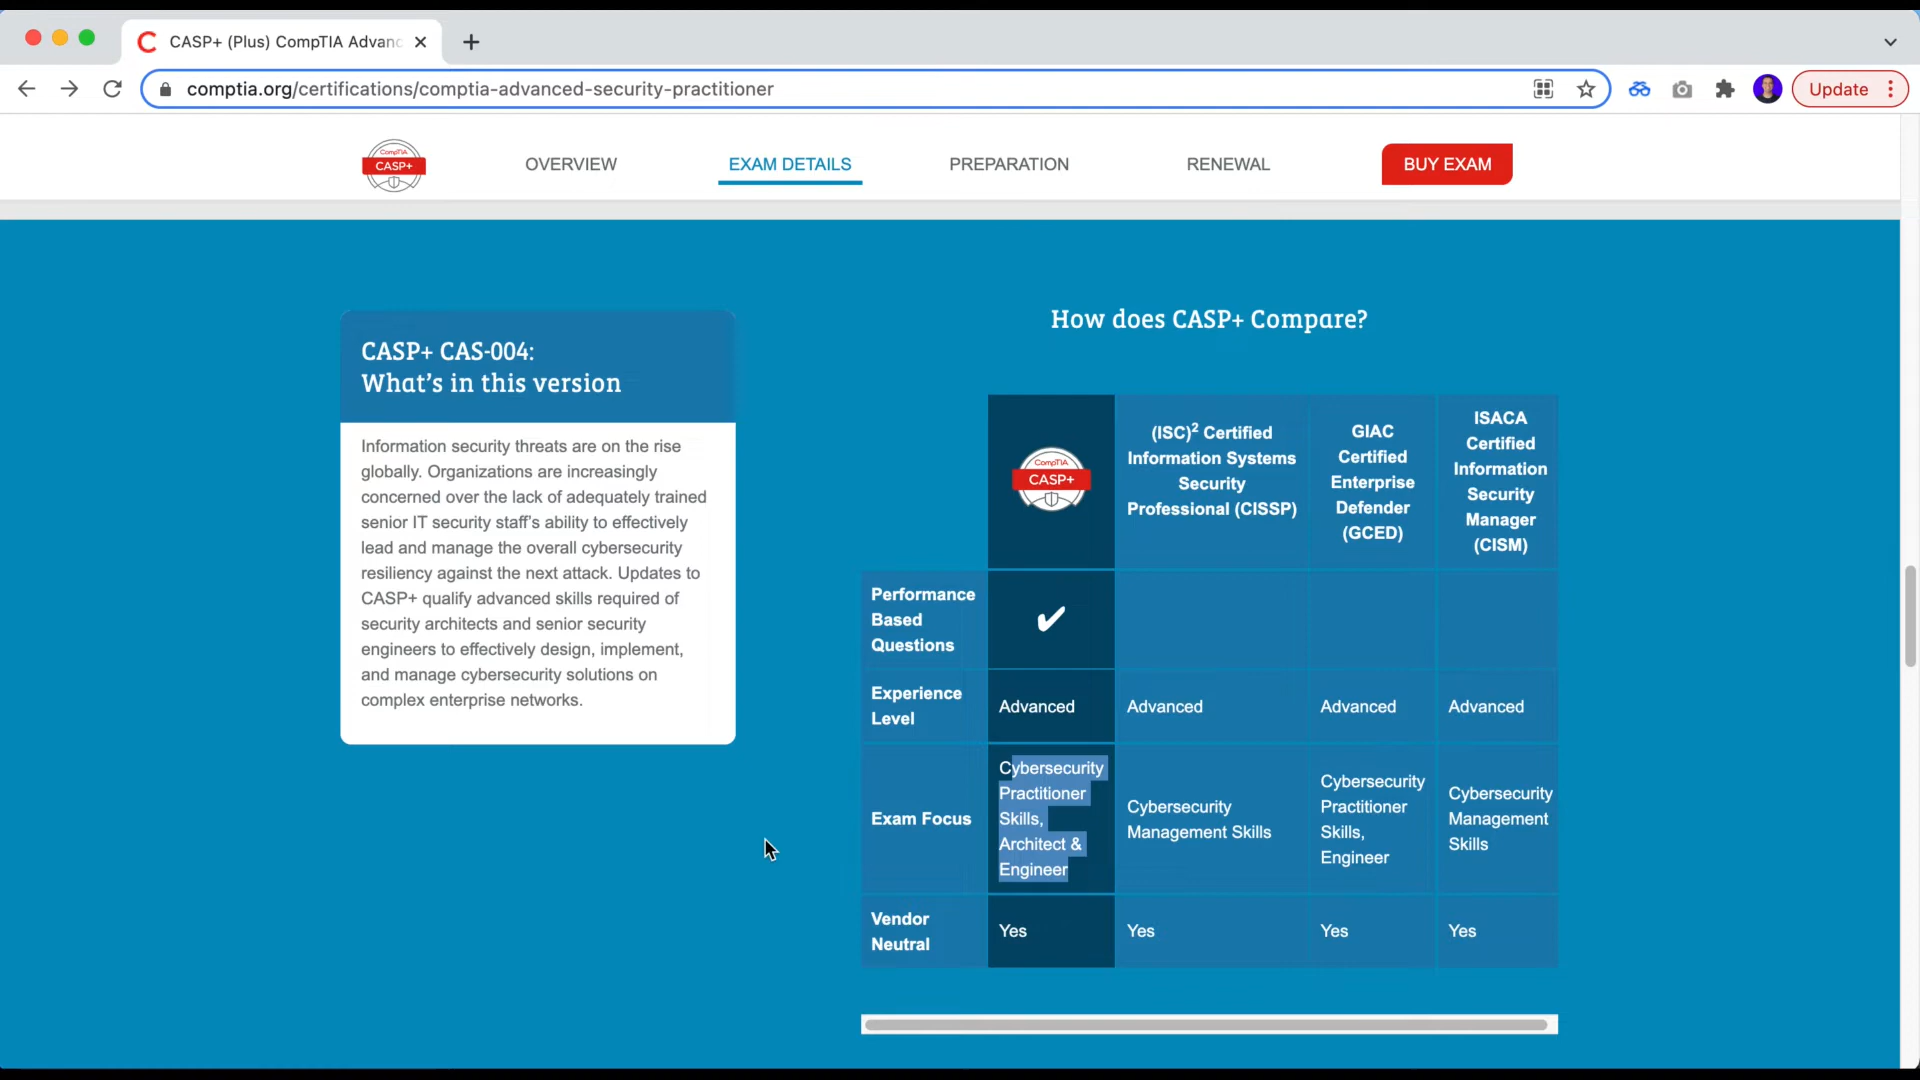 CASP+ (Plus) CompTIA Advanc
comptia.org/certifications/comptia-advanced-security-practitioner
Update
CompTIA
CASP+
OVERVIEW
EXAM DETAILS
PREPARATION
RENEWAL
BUY EXAM
CASP+ CAS-004:
What's in this version
Information security threats are on the rise
globally. Organizations are increasingly
concerned over the lack of adequately trained
senior IT security staff's ability to effectively
lead and manage the overall cybersecurity
resiliency against the next attack. Updates to
CASP+ qualify advanced skills required of
security architects and senior security
engineers to effectively design, implement,
and manage cybersecurity solutions on
complex enterprise networks.
How does CASP+ Compare?
CompTIA
CASP+
(ISC)² Certified
Information Systems
Security
Professional (CISSP)
GIAC
Certified
Enterprise
Defender
(GCED)
ISACA
Certified
Information
Security
Manager
(CISM)
Performance
Based
Questions
✔
Experience
Level
Advanced
Advanced
Advanced
Advanced
Exam Focus
Cybersecurity
Practitioner
Skills,
Architect &
Engineer
Cybersecurity
Management Skills
Cybersecurity
Practitioner
Skills,
Engineer
Cybersecurity
Management
Skills
Vendor
Neutral
Yes
Yes
Yes
Yes